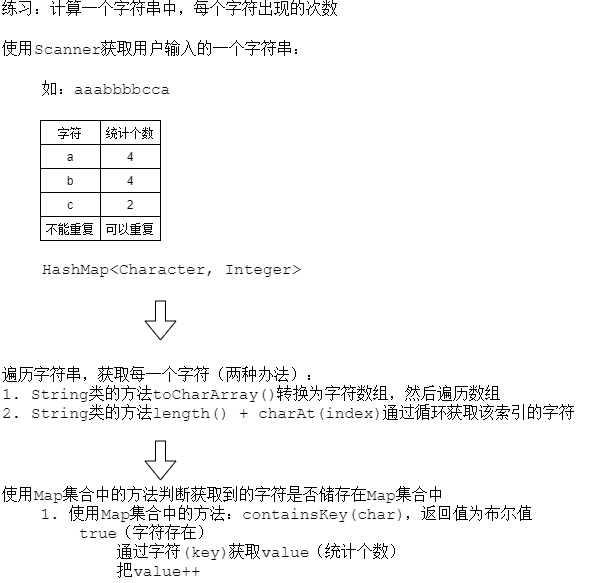 练习：计算一个字符串中，每个字符出现的次数
使用Scanner获取用户输入的一个字符串：
如：aaabbbbcca
字符 统计个数
a 4
b 4
c 2
不能重复 可以重复
HashMap<Character, Integer>
遍历字符串，获取每一个字符（两种办法）：
1. String类的方法toCharArray()转换为字符数组，然后遍历数组
2. String类的方法length() + charAt(index)通过循环获取该索引的字符
使用Map集合中的方法判断获取到的字符是否储存在Map集合中
1. 使用Map集合中的方法：containsKey(char)，返回值为布尔值
true（字符存在）
通过字符(key)获取value（统计个数）
把value++